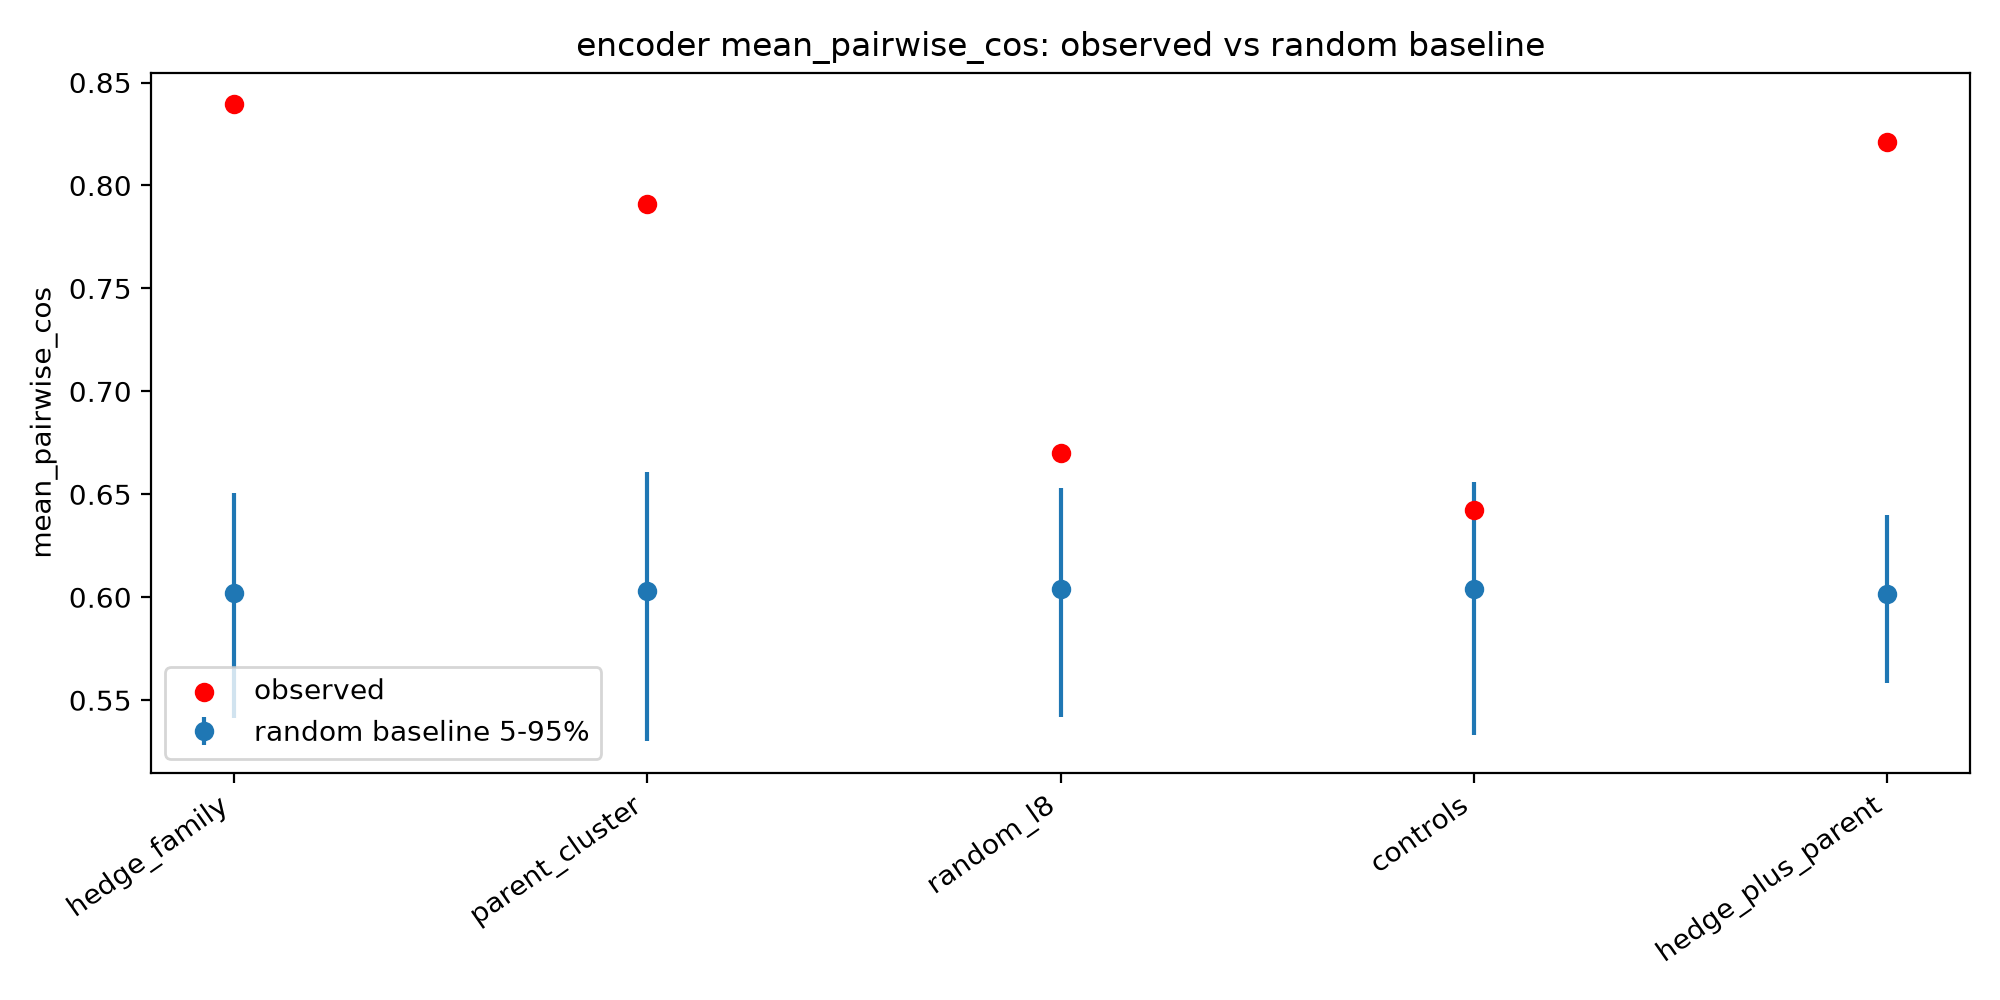 encoder mean_pairwise_cos: observed vs random baseline
mean_pairwise_cos
0.85
0.80
0.75
0.70
0.65
0.60
0.55
observed
random baseline 5-95%
hedge_family
parent_cluster
random_l8
controls
hedge_plus_parent